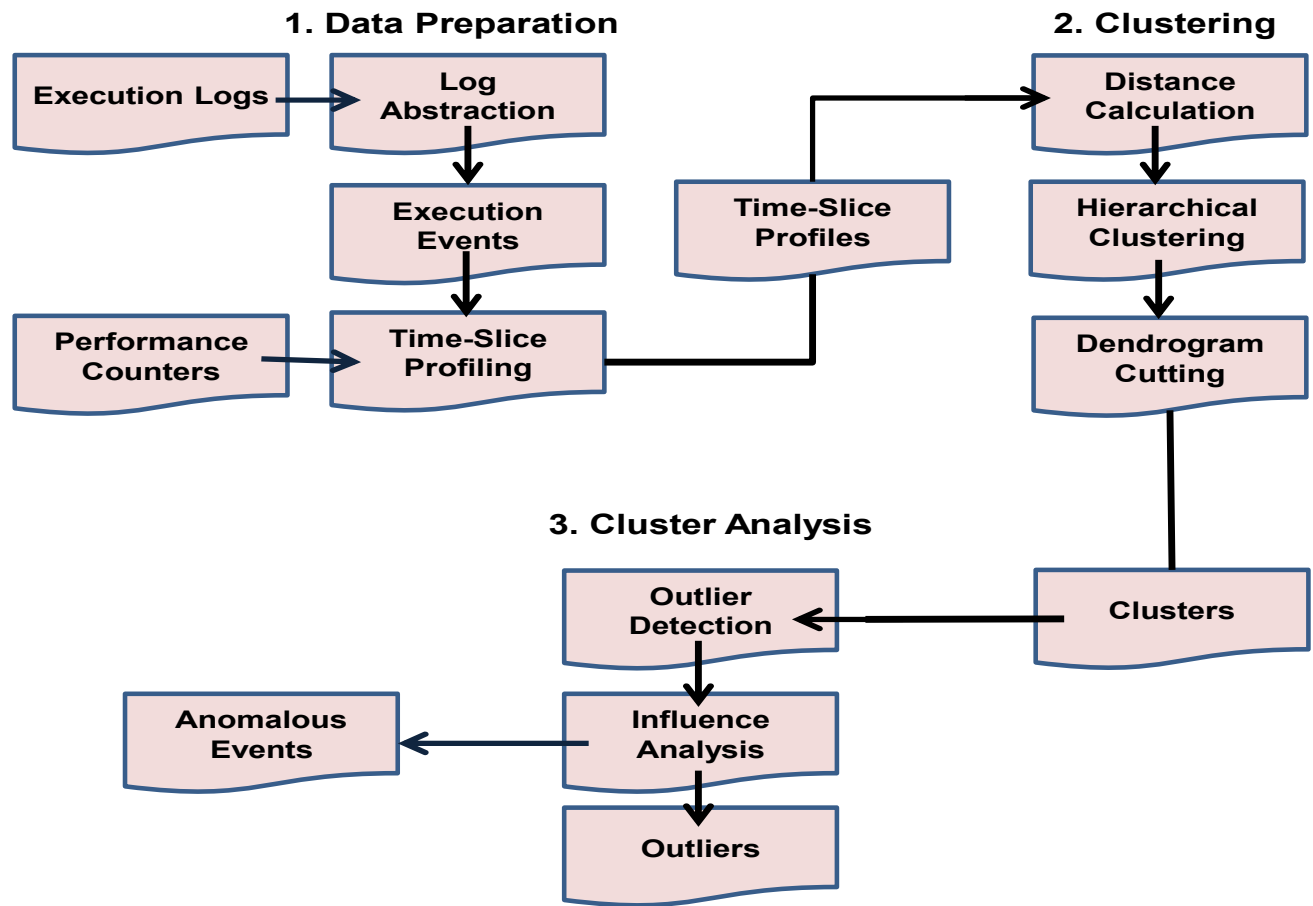 1. Data Preparation
2. Clustering
Execution Logs
Log
Abstraction
Distance
Calculation
Execution
Events
Time-Slice
Profiles
Hierarchical
Clustering
Performance
Counters
Time-Slice
Profiling
Dendrogram
Cutting
3. Cluster Analysis
Outlier
Detection
Clusters
Anomalous
Events
Influence
Analysis
Outliers